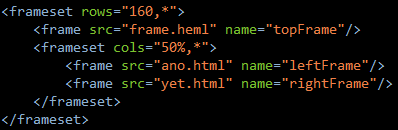 <frameset rows="160,*">
    <frame src="frame.heml" name="topFrame"/>
    <frameset cols="50%,*">
        <frame src="ano.html" name="leftFrame"/>
        <frame src="yet.html" name="rightFrame"/>
    </frameset>
</frameset>